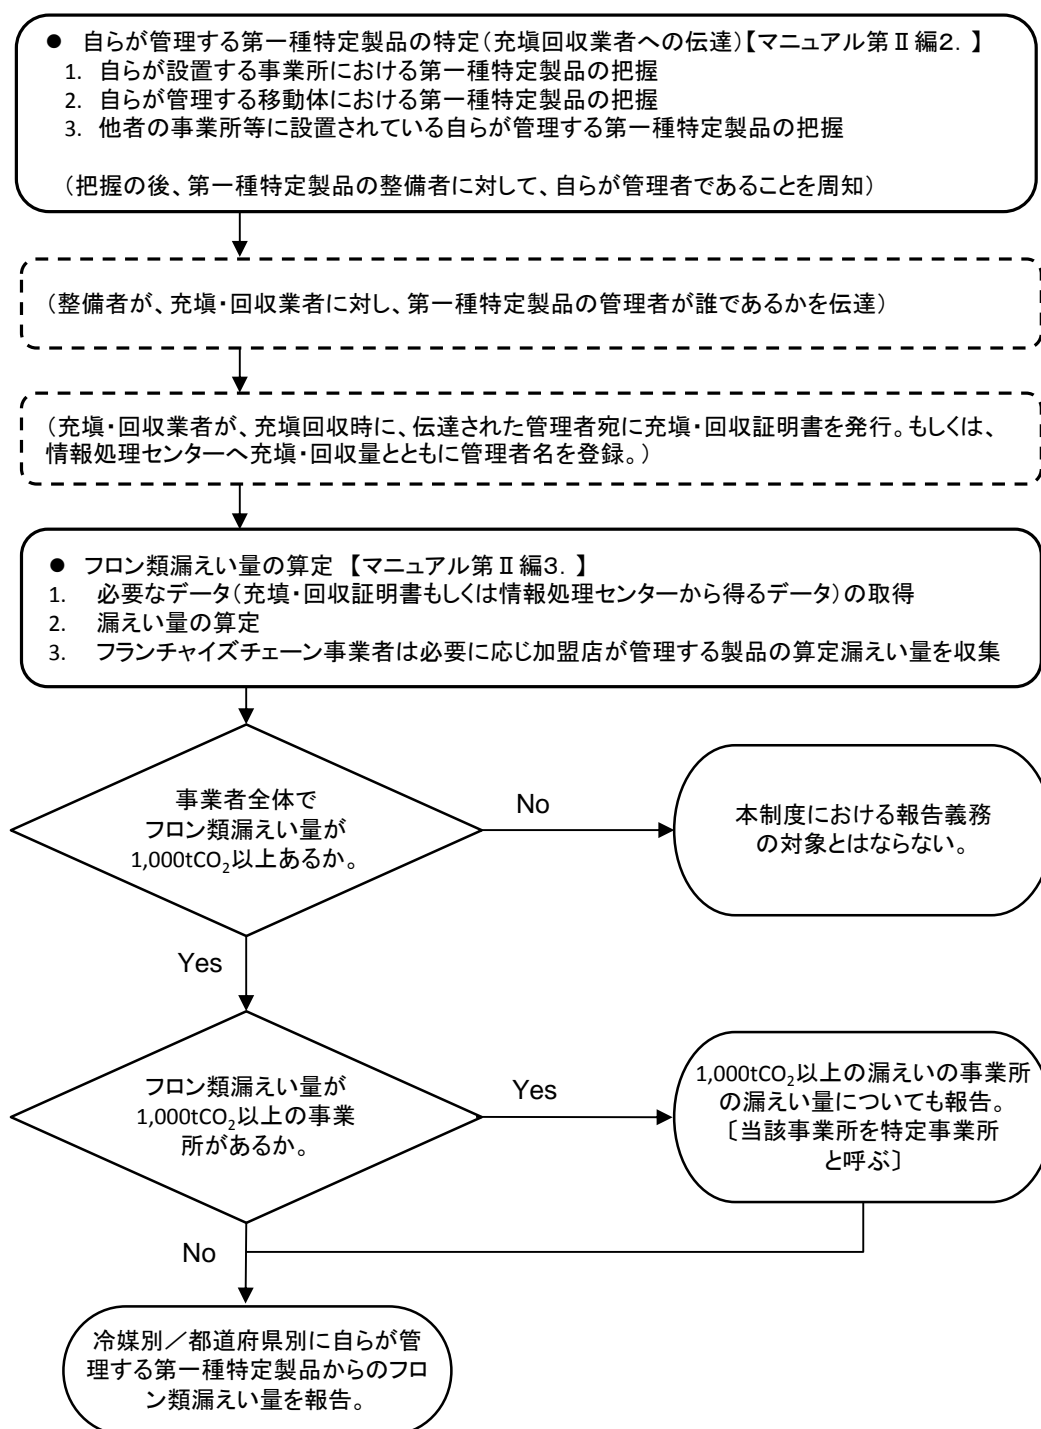 ● 自らが管理する第一種特定製品の特定(充塡回収業者への伝達)【マニュアル第Ⅱ編2．】
1. 自らが設置する事業所における第一種特定製品の把握
2. 自らが管理する移動体における第一種特定製品の把握
3. 他者の事業所等に設置されている自らが管理する第一種特定製品の把握
(把握の後、第一種特定製品の整備者に対して、自らが管理者であることを周知)
(整備者が、充塡・回収業者に対し、第一種特定製品の管理者が誰であるかを伝達)
(充塡・回収業者が、充塡回収時に、伝達された管理者宛に充塡・回収証明書を発行。もしくは、
情報処理センターへ充塡・回収量とともに管理者名を登録。)
● フロン類漏えい量の算定 【マニュアル第Ⅱ編3．】
1. 必要なデータ(充塡・回収証明書もしくは情報処理センターから得るデータ)の取得
2. 漏えい量の算定
3. フランチャイズチェーン事業者は必要に応じ加盟店が管理する製品の算定漏えい量を収集
事業者全体で
フロン類漏えい量が
1,000tCO₂以上あるか。
No
本制度における報告義務
の対象とはならない。
Yes
フロン類漏えい量が
1,000tCO₂以上の事業
所があるか。
Yes
1,000tCO₂以上の漏えいの事業所
の漏えい量についても報告。
〔当該事業所を特定事業所
と呼ぶ〕
No
冷媒別／都道府県別に自らが管
理する第一種特定製品からのフロ
ン類漏えい量を報告。